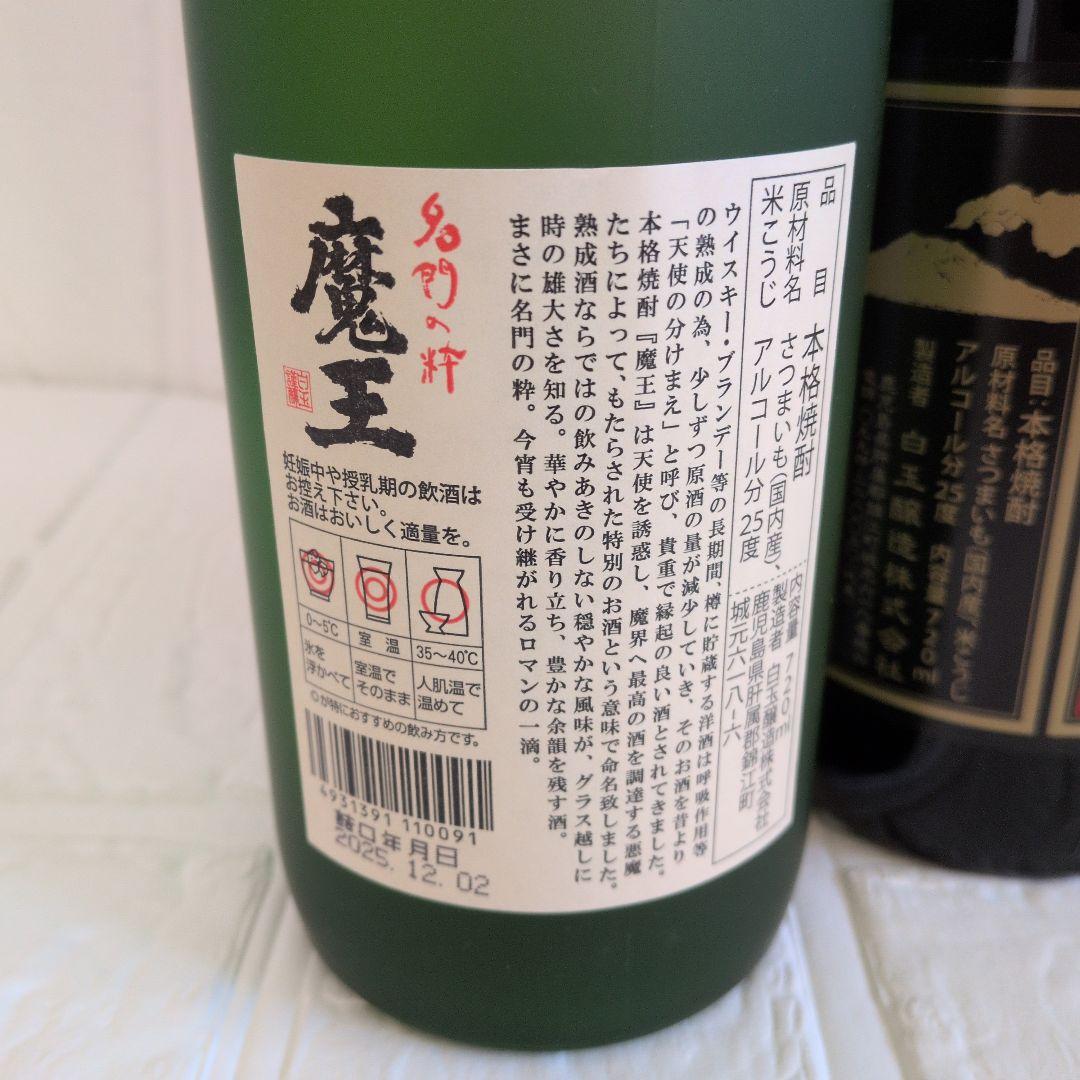 品目 本格焼酎
原材料名 さつまいも(国内産)、
米こうじ アルコール分 25度
内容量 720ml
製造者 白玉醸造株式会社
鹿児島県肝属郡錦江町
城元六一八-六
ウイスキー・ブランデー等の長期間、樽に貯蔵する洋酒は呼吸作用等
の熟成の為、少しずつ原酒の量が減少していき、そのお酒を昔より
「天使の分けまえ」と呼び、貴重で縁起の良い酒とされてきました。
本格焼酎『魔王』は天使を誘惑し、魔界へ最高の酒を調達する悪魔
たちによって、もたらされた特別のお酒という意味で命名致しました。
熟成酒ならではの飲みあきのしない穏やかな風味が、グラス越しに
時の雄大さを知る。華やかに香り立ち、豊かな余韻を残す酒。
まさに名門の粋。今宵も受け継がれるロマンの一滴。
名門の粋
魔王
妊娠中や授乳期の飲酒は
お控え下さい。
お酒はおいしく適量を。
0～5℃ 室温 35～40℃
氷を
浮かべて
室温で
そのまま
人肌温で
温めて
◎が特におすすめの飲み方です。
4931391 110091
詰口年月日
2025.12.02
品目・本格焼酎
原材料名 さつまいも(国内産)、米こうじ
アルコール分25度 内容量720ml
製造者 白玉醸造株式会社